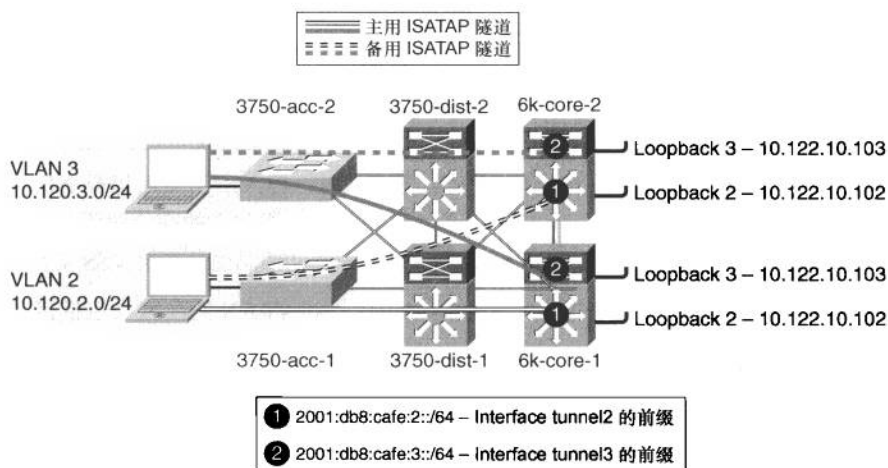 主用 ISATAP 隧道
备用 ISATAP 隧道
3750-acc-2
3750-dist-2
6k-core-2
VLAN 3
10.120.3.0/24
2
Loopback 3 – 10.122.10.103
1
Loopback 2 – 10.122.10.102
VLAN 2
10.120.2.0/24
2
Loopback 3 – 10.122.10.103
1
Loopback 2 – 10.122.10.102
3750-acc-1
3750-dist-1
6k-core-1
1 2001:db8:cafe:2::/64 – Interface tunnel2 的前缀
2 2001:db8:cafe:3::/64 – Interface tunnel3 的前缀